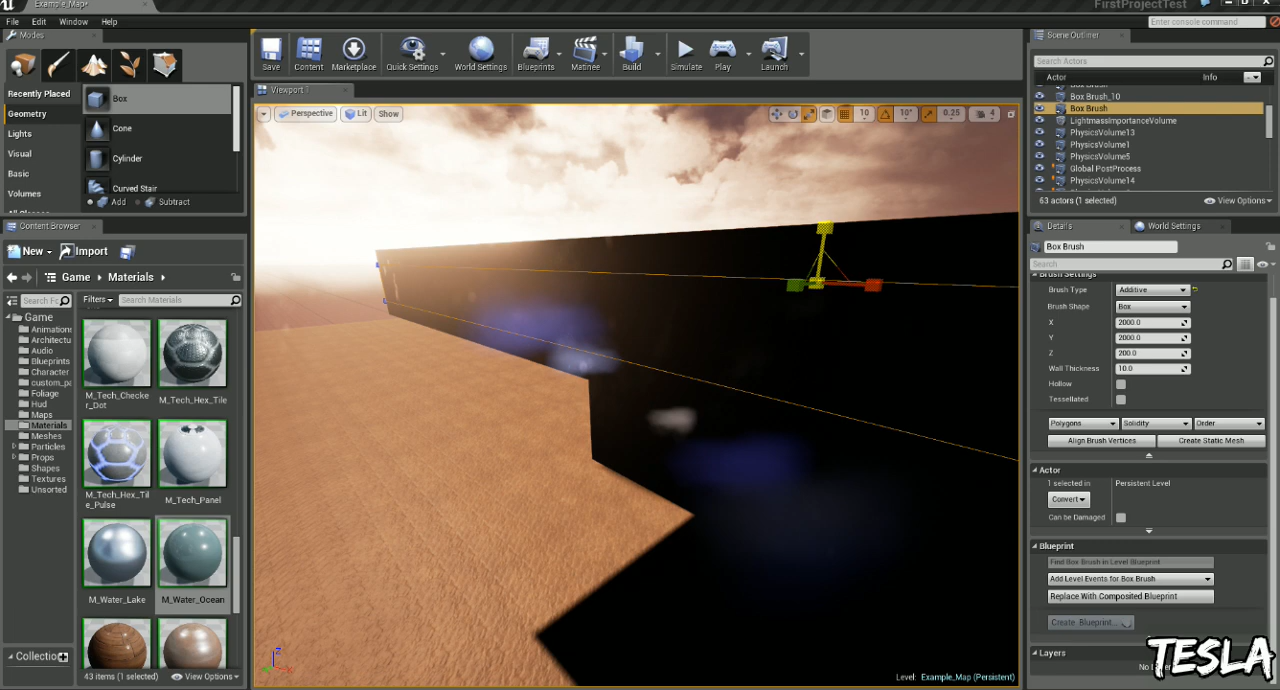 Example_Map*
FirstProjectTest
File Edit Window Help
Enter console command
Modes
Scene Outliner
Save Content Marketplace Quick Settings World Settings Blueprints Matinee Build Simulate Play Launch
Search Actors
Actor Info
Recently Placed
Geometry
Lights
Visual
Basic
Volumes
Box
Cone
Cylinder
Curved Stair
Add Subtract
Viewport 1
Perspective Lit Show
10 10° 0.25 4
Box Brush_10
Box Brush
LightmassImportanceVolume
PhysicsVolume13
PhysicsVolume1
PhysicsVolume5
Global PostProcess
PhysicsVolume14
63 actors (1 selected) View Options
Content Browser
New Import
Game Materials
Search Fo
Filters Search Materials
Game
Animations
Architectu
Audio
Blueprints
Character
custom_pa
Foliage
Hud
Maps
Materials
Meshes
Particles
Props
Shapes
Textures
Unsorted
Collectio
M_Tech_Checker_Dot
M_Tech_Hex_Tile
M_Tech_Hex_Tile_Pulse
M_Tech_Panel
M_Water_Lake
M_Water_Ocean
43 items (1 selected) View Options
Z
X
Level: Example_Map (Persistent)
Details World Settings
Box Brush
Search
Brush Settings
Brush Type Additive
Brush Shape Box
X 2000.0
Y 2000.0
Z 200.0
Wall Thickness 10.0
Hollow
Tessellated
Polygons Solidity Order
Align Brush Vertices Create Static Mesh
Actor
1 selected in Persistent Level
Convert
Can be Damaged
Blueprint
Find Box Brush in Level Blueprint
Add Level Events for Box Brush
Replace With Composited Blueprint
Create Blueprint...
Layers
TESLA